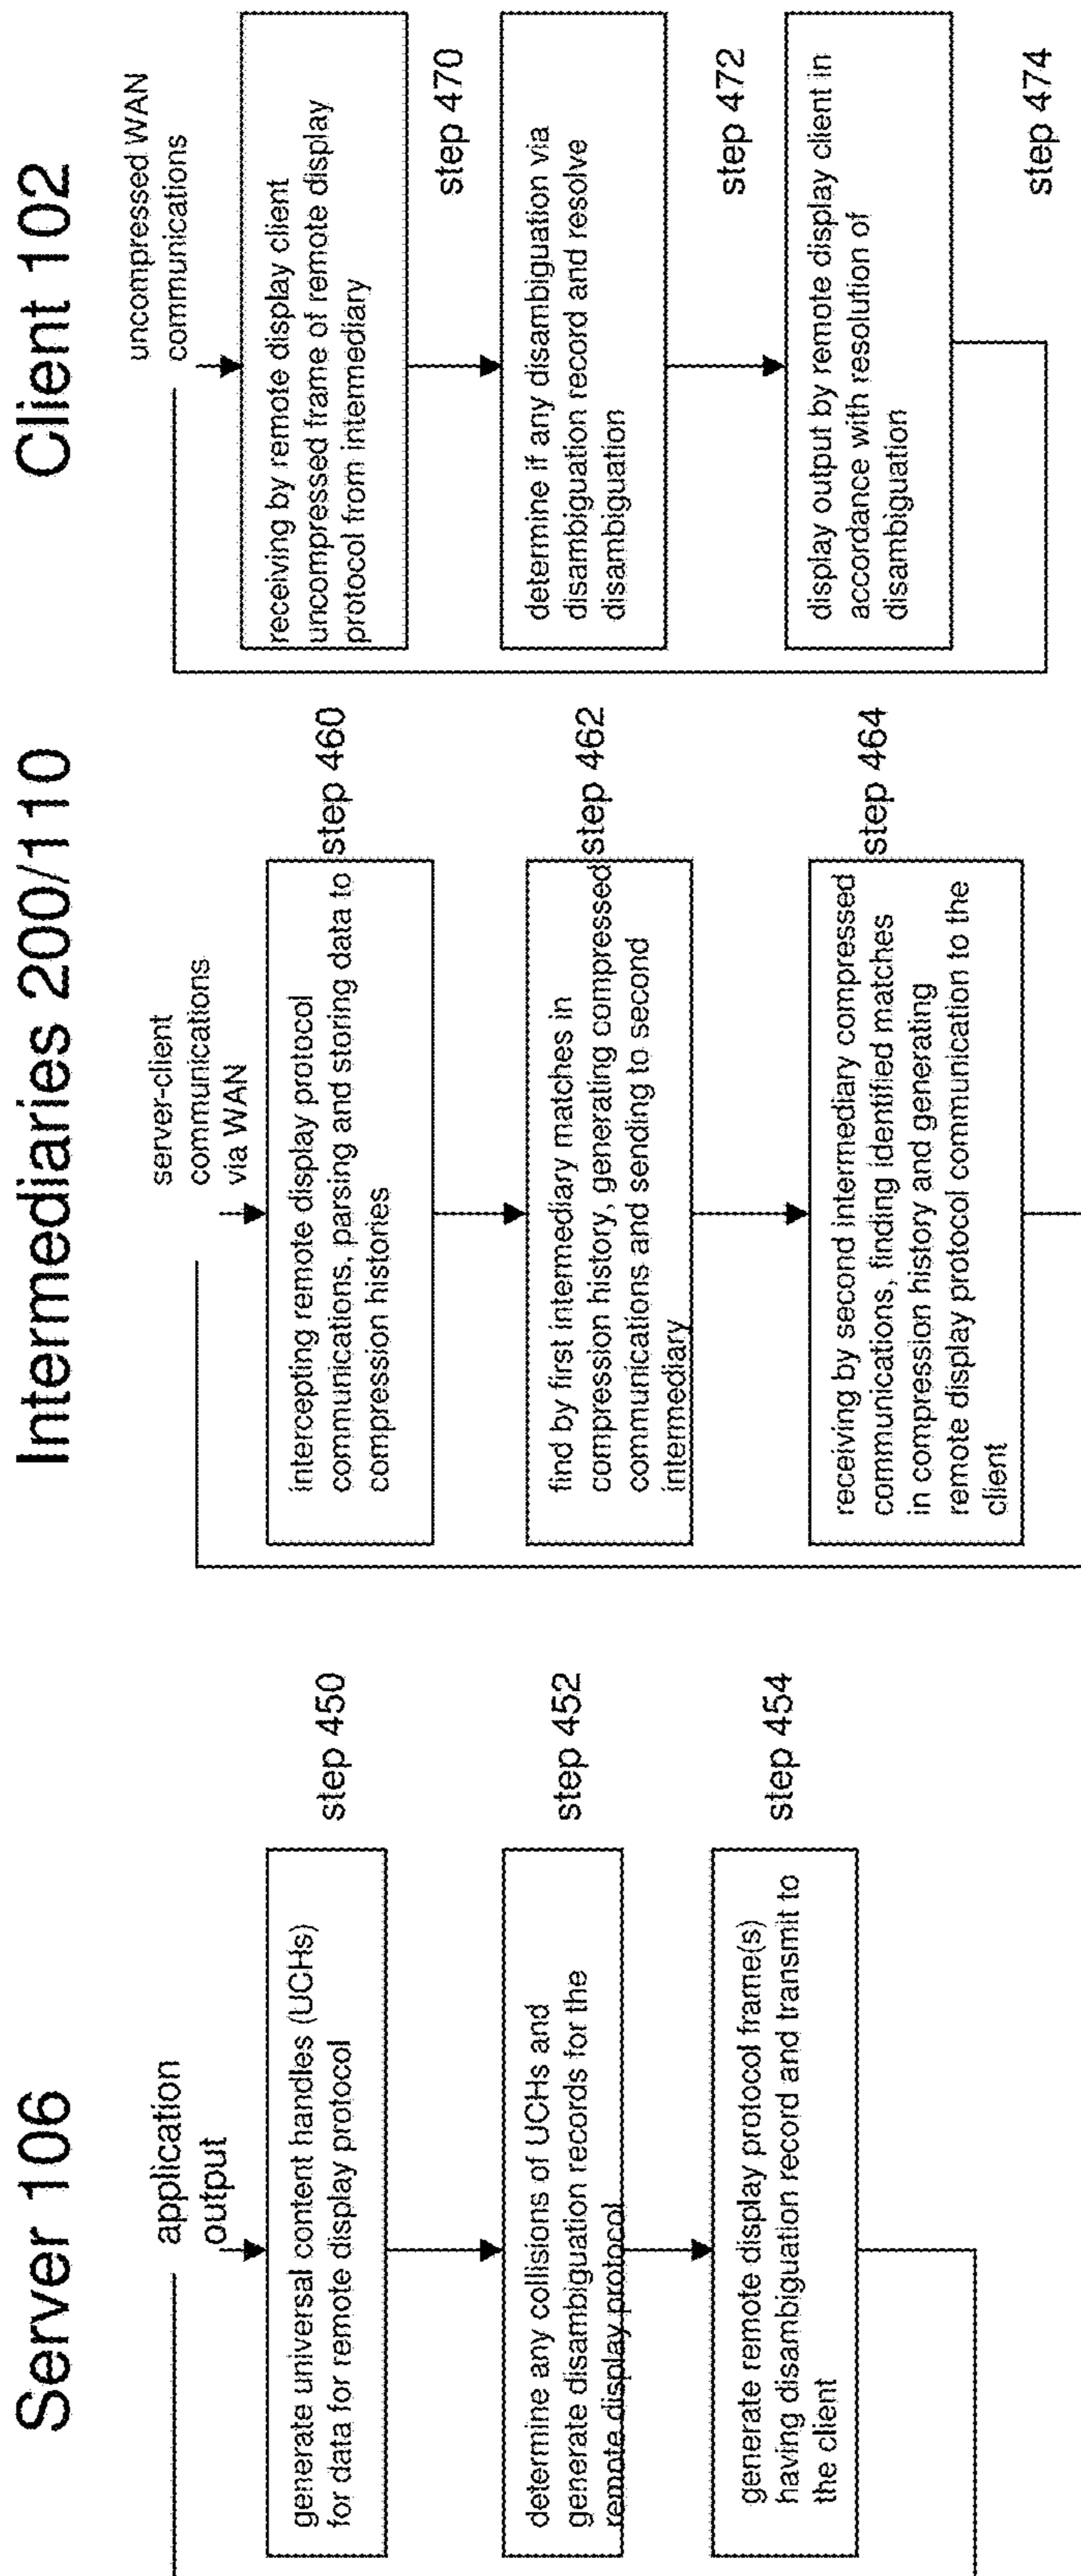 Server 106
application
output
generate universal content handles (UCHs)
for data for remote display protocol
step 450
determine any collisions of UCHs and
generate disambiguation records for the
remote display protocol
step 452
generate remote display protocol frame(s)
having disambiguation record and transmit to
the client
step 454
Intermediaries 200/110
server-client
communications
via WAN
intercepting remote display protocol
communications, parsing and storing data to
compression histories
step 460
find by first intermediary matches in
compression history, generating compressed
communications and sending to second
intermediary
step 462
receiving by second intermediary compressed
communications, finding identified matches
in compression history and generating
remote display protocol communication to the
client
step 464
Client 102
uncompressed WAN
communications
receiving by remote display client
uncompressed frame of remote display
protocol from intermediary
step 470
determine if any disambiguation via
disambiguation record and resolve
disambiguation
step 472
display output by remote display client in
accordance with resolution of
disambiguation
step 474